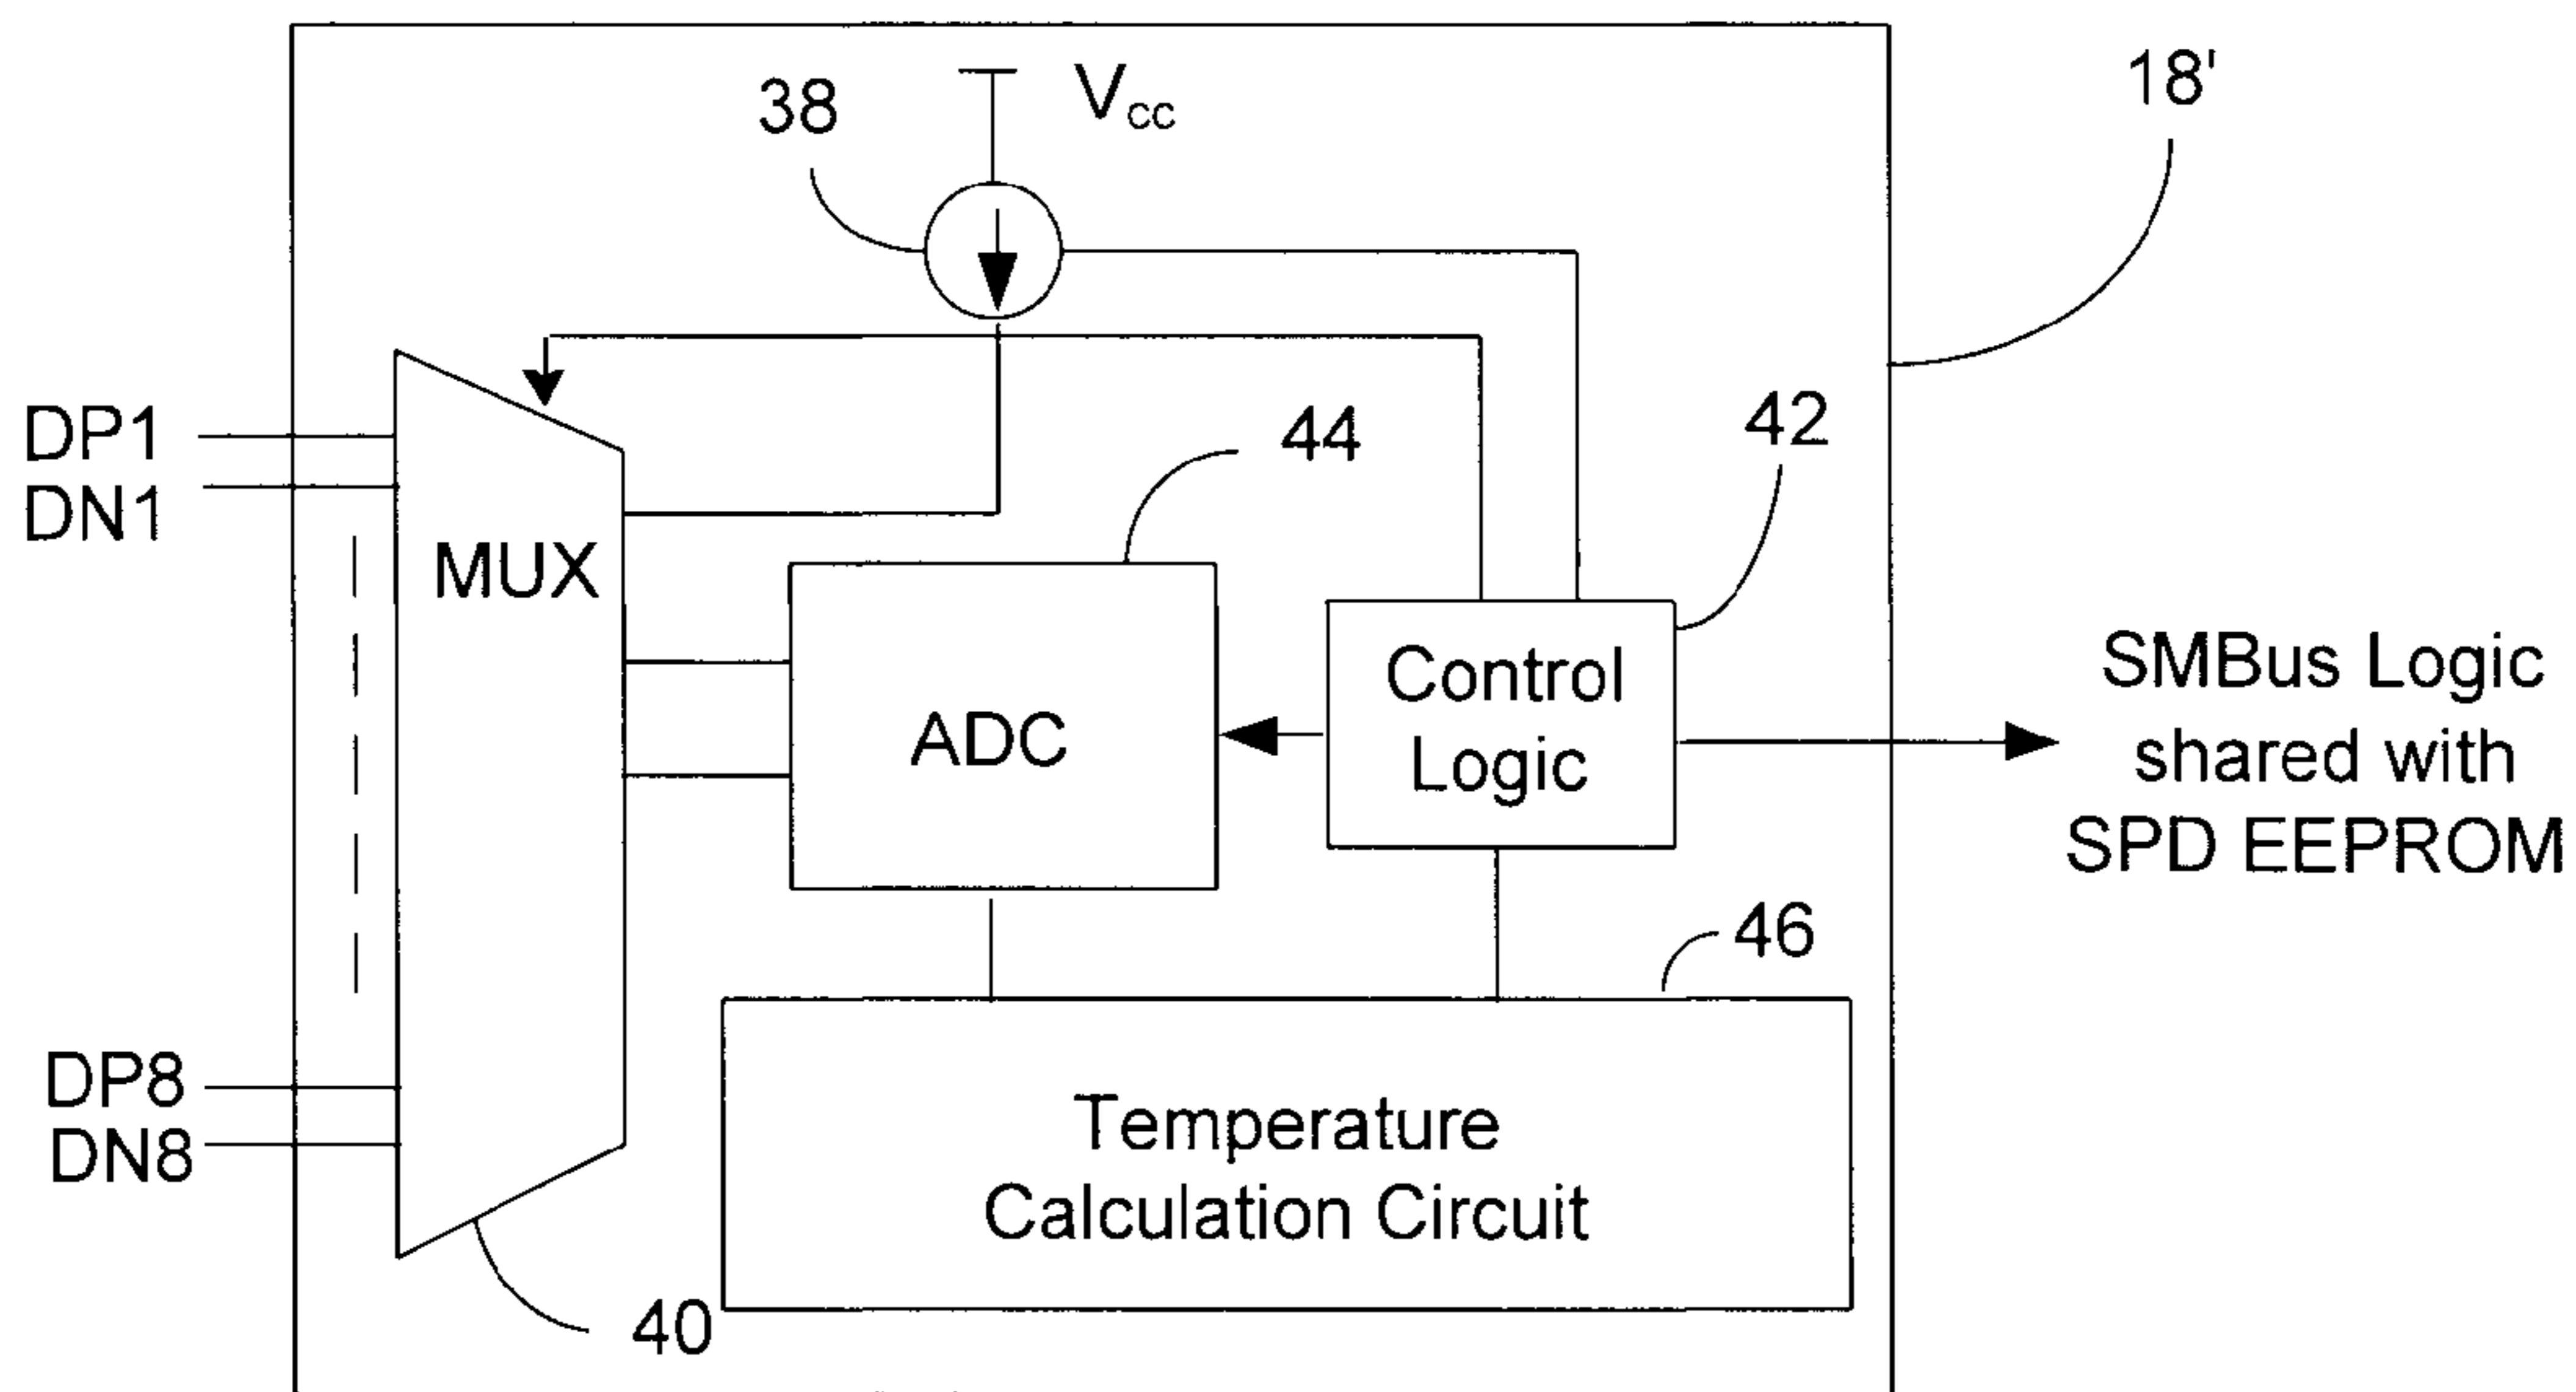 38
Vcc
18'
DP1
DN1
MUX
44
42
ADC
Control
Logic
SMBus Logic
shared with
SPD EEPROM
46
DP8
DN8
Temperature
Calculation Circuit
40